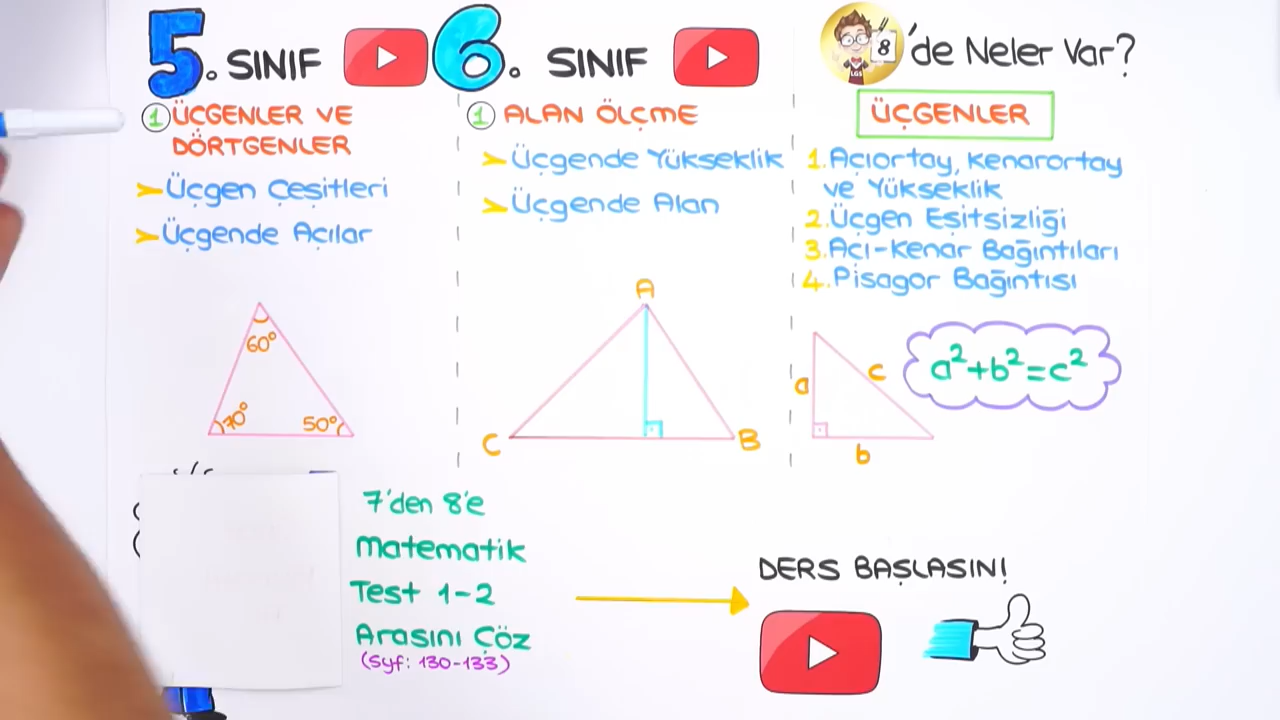 5. SINIF
1 ÜÇGENLER VE
DÖRTGENLER
➤ Üçgen Çeşitleri
➤ Üçgende Açılar
60°
70°
50°
6. SINIF
1 ALAN ÖLÇME
➤ Üçgende Yükseklik
➤ Üçgende Alan
A
C
B
8
LGS
'de Neler Var?
ÜÇGENLER
1. Açıortay, Kenarortay
ve Yükseklik
2. Üçgen Eşitsizliği
3. Açı-Kenar Bağıntıları
4. Pisagor Bağıntısı
a
c
b
a²+b²=c²
7'den 8'e
Matematik
Test 1-2
Arasını Çöz
(Syf: 130-133)
DERS BAŞLASIN!